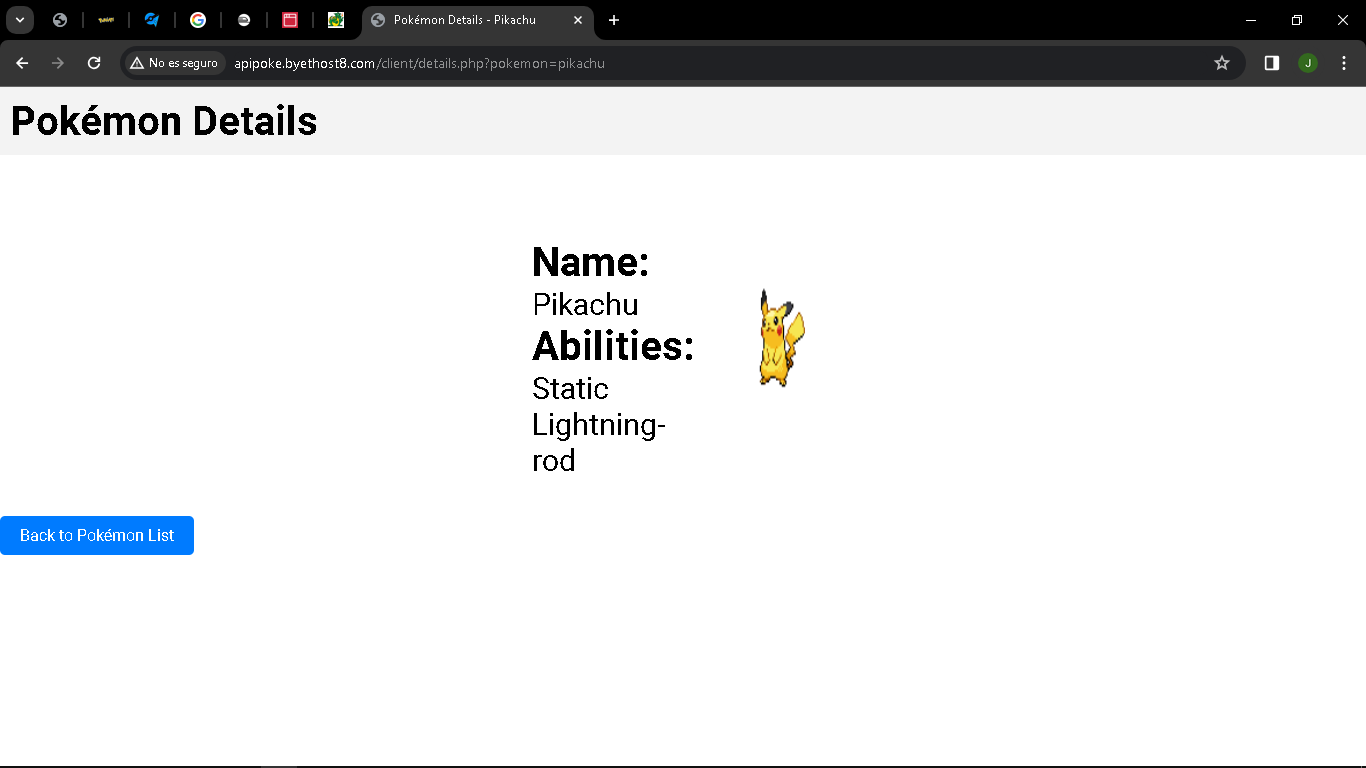 Pokémon Details - Pikachu
No es seguro
apipoke.byethost8.com/client/details.php?pokemon=pikachu
J
Pokémon Details
Name:
Pikachu
Abilities:
Static
Lightning-
rod
Back to Pokémon List